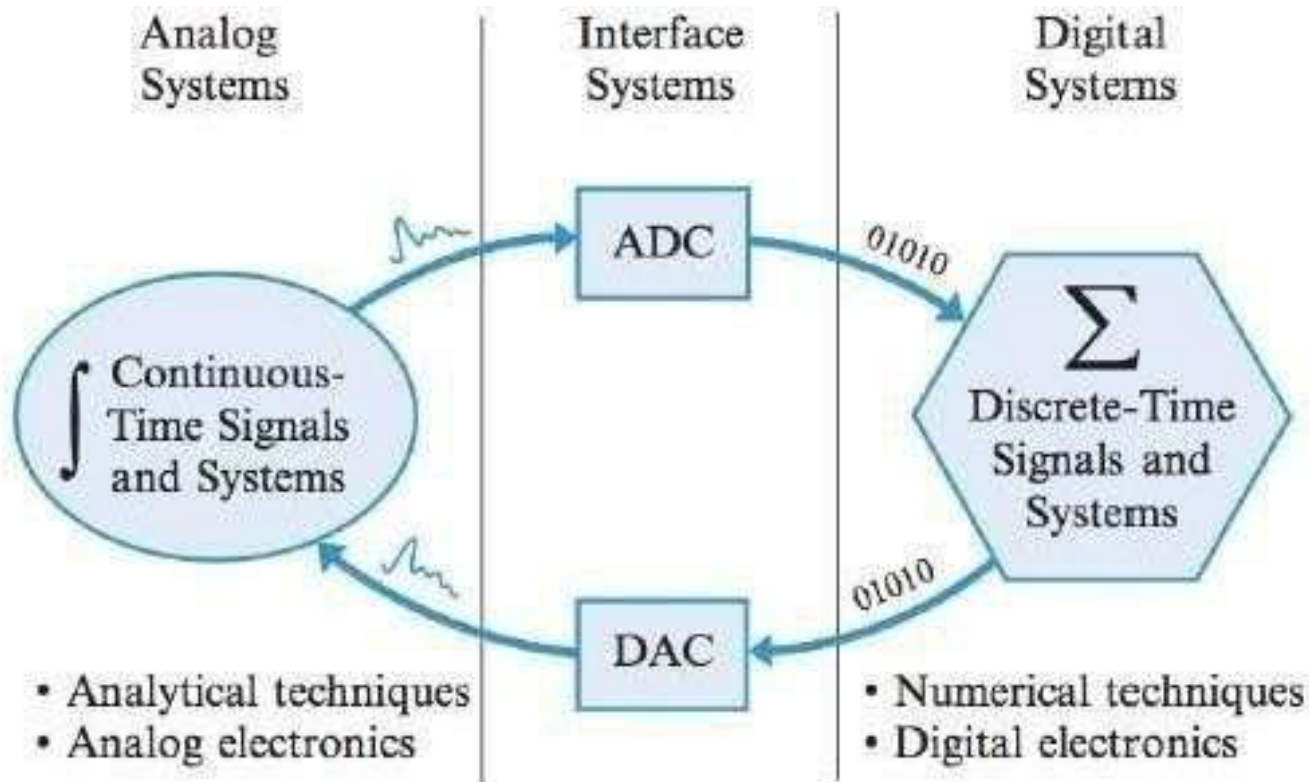 Analog
Systems
Interface
Systems
Digital
Systems
ADC
01010
∫ Continuous-
Time Signals
and Systems
∑
Discrete-Time
Signals and
Systems
01010
DAC
• Analytical techniques
• Analog electronics
• Numerical techniques
• Digital electronics